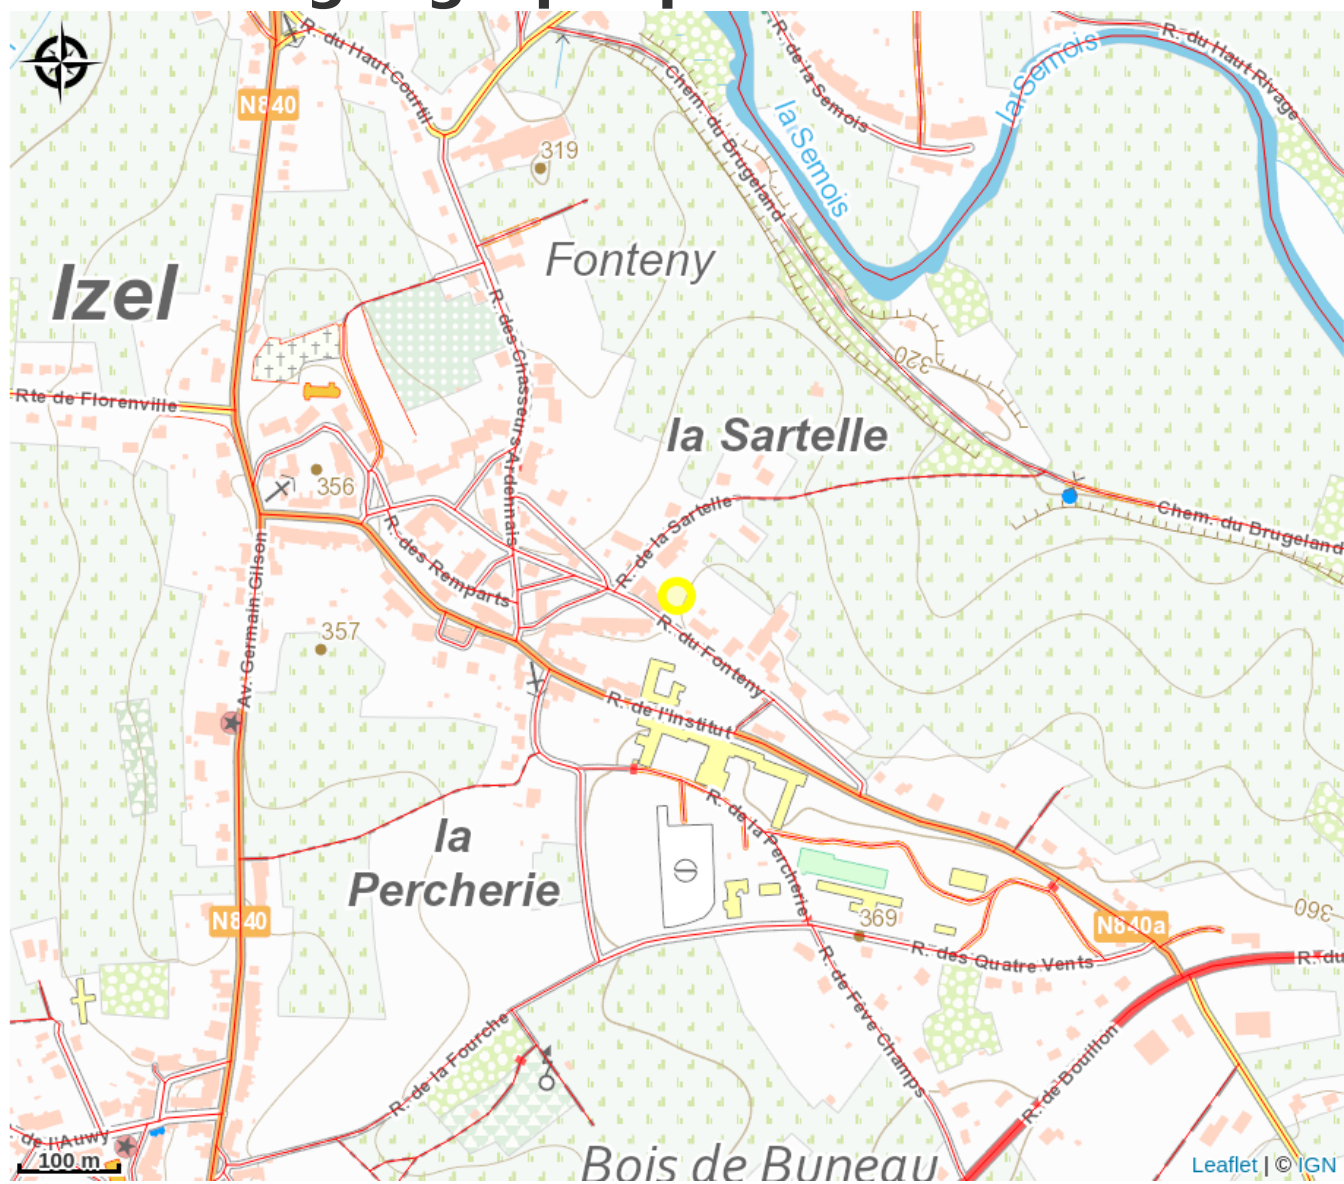 R. du Haut Courtil
R. de la Semois
R. du Haut Rivage
N840
319
Chem. du Brugeland
la Semois
la Semois
Izel
Fonteny
R. des Chasseurs Ardennais
320
Rte de Florenville
la Sartelle
356
R. de la Sartelle
Chem. du Brugeland
R. des Remparts
Av. Germain Gilson
357
R. du Fonteny
R. de l'Institut
la
Percherie
R. de la Percherie
N840
369
360
N840a
R. des Quatre Vents
R. du
R. de Fève Champs
R. de la Fourche
R. de Bouillon
de l'Auwy
100 m
Bois de Buneau
Leaflet | © IGN